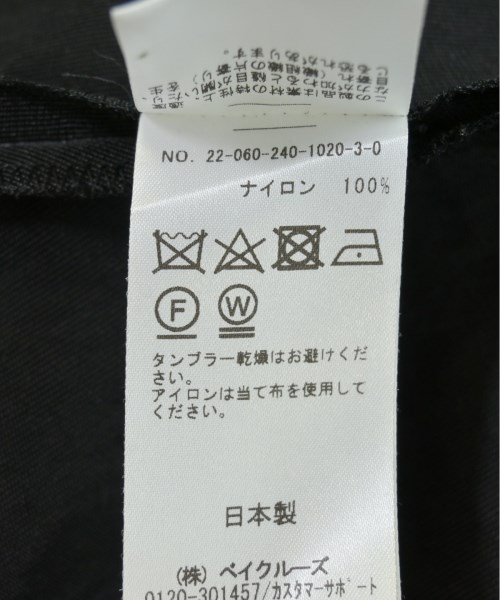 NO. 22-060-240-1020-3-0
ナイロン 100%
F W
タンブラー乾燥はお避けくださ
さい。
アイロンは当て布を使用して
ください。
日本製
(株) ベイクルーズ
0120-301457/カスタマーサポート